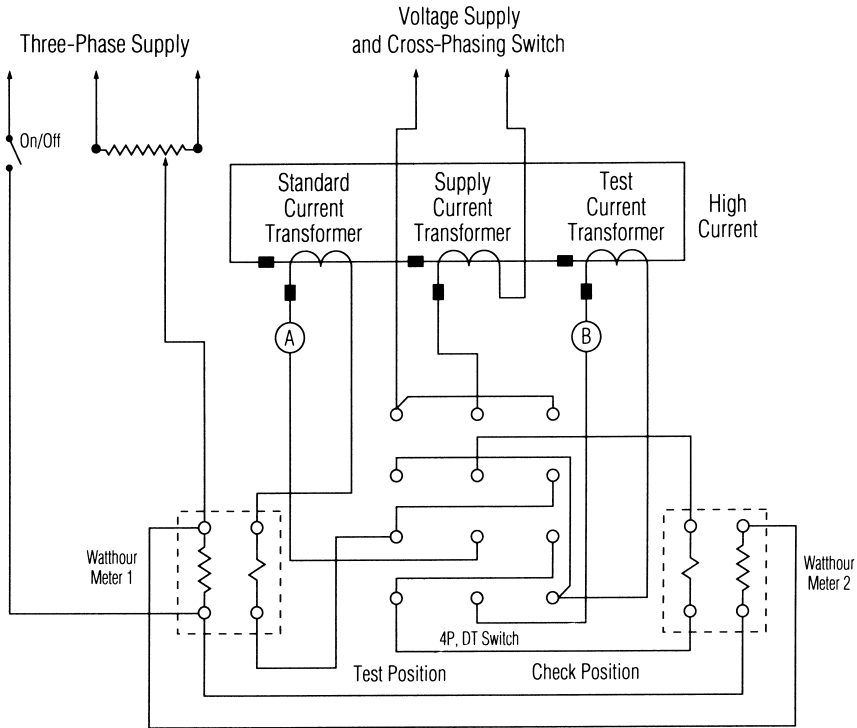 Three-Phase Supply
Voltage Supply
and Cross-Phasing Switch
On/Off
Standard
Current
Transformer
Supply
Current
Transformer
Test
Current
Transformer
High
Current
A
B
Watthour
Meter 1
Watthour
Meter 2
4P, DT Switch
Test Position
Check Position